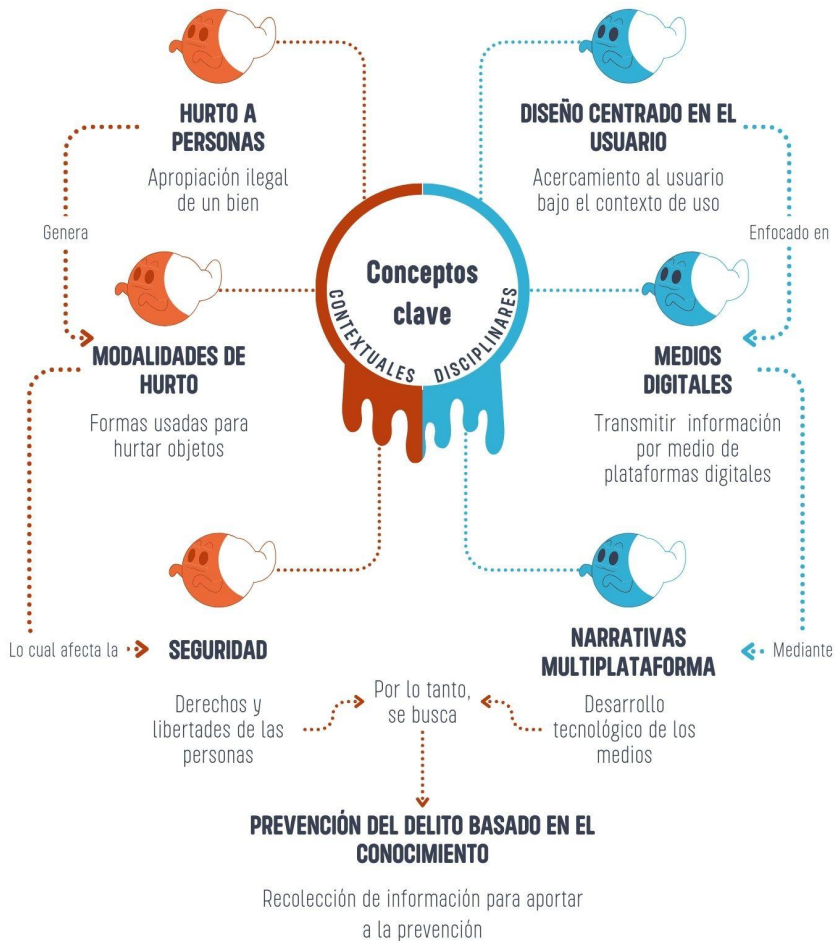 HURTO A
PERSONAS
Apropiación ilegal
de un bien
Genera
MODALIDADES DE
HURTO
Formas usadas para
hurtar objetos
Lo cual afecta la
SEGURIDAD
Derechos y
libertades de las
personas
Conceptos
clave
CONTEXTUALES
DISCIPLINARES
DISEÑO CENTRADO EN EL
USUARIO
Acercamiento al usuario
bajo el contexto de uso
Enfocado en
MEDIOS
DIGITALES
Transmitir información
por medio de
plataformas digitales
Mediante
NARRATIVAS
MULTIPLATAFORMA
Desarrollo
tecnológico de los
medios
Por lo tanto,
se busca
PREVENCIÓN DEL DELITO BASADO EN EL
CONOCIMIENTO
Recolección de información para aportar
a la prevención